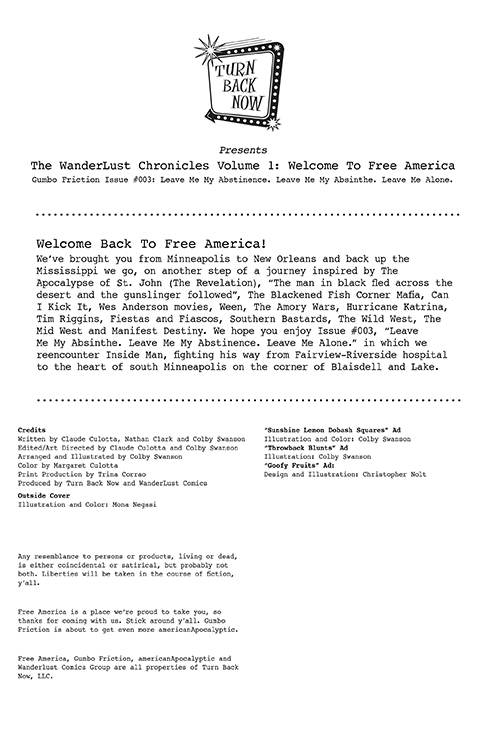 TURN
BACK
NOW
Presents
The WanderLust Chronicles Volume 1: Welcome To Free America
Gumbo Friction Issue #003: Leave Me My Abstinence. Leave Me My Absinthe. Leave Me Alone.
Welcome Back To Free America!
We've brought you from Minneapolis to New Orleans and back up the
Mississippi we go, on another step of a journey inspired by The
Apocalypse of St. John (The Revelation), "The man in black fled across the
desert and the gunslinger followed", The Blackened Fish Corner Mafia, Can
I Kick It, Wes Anderson movies, Ween, The Amory Wars, Hurricane Katrina,
Tim Riggins, Fiestas and Fiascos, Southern Bastards, The Wild West, The
Mid West and Manifest Destiny. We hope you enjoy Issue #003, "Leave
Me My Absinthe. Leave Me My Abstinence. Leave Me Alone." in which we
reencounter Inside Man, fighting his way from Fairview-Riverside hospital
to the heart of south Minneapolis on the corner of Blaisdell and Lake.
Credits
Written by Claude Culotta, Nathan Clark and Colby Swanson
Edited/Art Directed by Claude Culotta and Colby Swanson
Arranged and Illustrated by Colby Swanson
Color by Margaret Culotta
Print Production by Trina Corrao
Produced by Turn Back Now and WanderLust Comics
Outside Cover
Illustration and Color: Mona Negasi
"Sunshine Lemon Dobash Squares" Ad
Illustration and Color: Colby Swanson
"Throwback Blunts" Ad
Illustration: Colby Swanson
"Goofy Fruits" Ad:
Design and Illustration: Christopher Nolt
Any resemblance to persons or products, living or dead,
is either coincidental or satirical, but probably not
both. Liberties will be taken in the course of fiction,
y'all.
Free America is a place we're proud to take you, so
thanks for coming with us. Stick around y'all. Gumbo
Friction is about to get even more americanApocalyptic.
Free America, Gumbo Friction, americanApocalyptic and
Wanderlust Comics Group are all properties of Turn Back
Now, LLC.